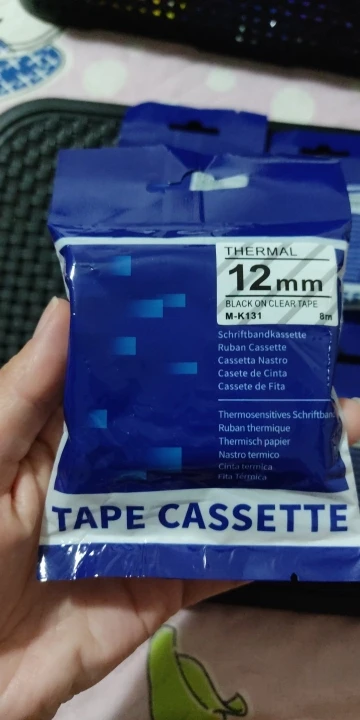 THERMAL
12mm
BLACK ON CLEAR TAPE
M-K131 8m
Schriftbandkassette
Ruban Cassette
Cassetta Nastro
Casete de Cinta
Cassete de Fita
Thermosensitives Schriftban
Ruban thermique
Thermisch papier
Nastro termico
Cinta termica
Fita Térmica
TAPE CASSETTE